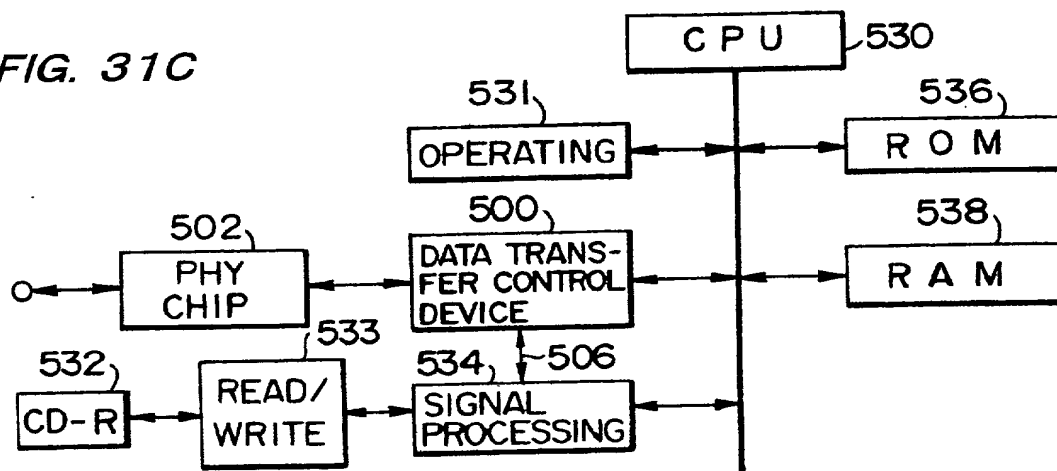 FIG. 31C
CPU
530
531
OPERATING
536
ROM
502
PHY
CHIP
500
DATA TRANS-
FER CONTROL
DEVICE
538
RAM
533
506
532
CD-R
READ/
WRITE
534
SIGNAL
PROCESSING